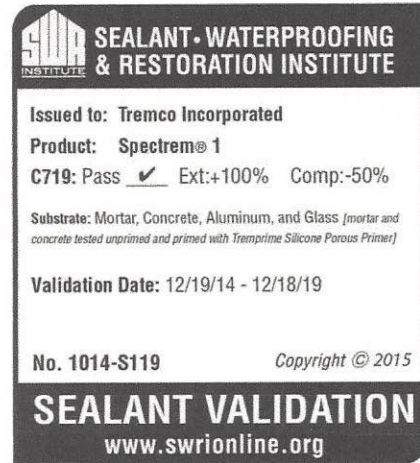 SWR
INSTITUTE
SEALANT • WATERPROOFING
& RESTORATION INSTITUTE
Issued to: Tremco Incorporated
Product: Spectrem® 1
C719: Pass ✔ Ext:+100% Comp:-50%
Substrate: Mortar, Concrete, Aluminum, and Glass [mortar and
concrete tested unprimed and primed with Tremprime Silicone Porous Primer]
Validation Date: 12/19/14 - 12/18/19
No. 1014-S119 Copyright © 2015
SEALANT VALIDATION
www.swrionline.org